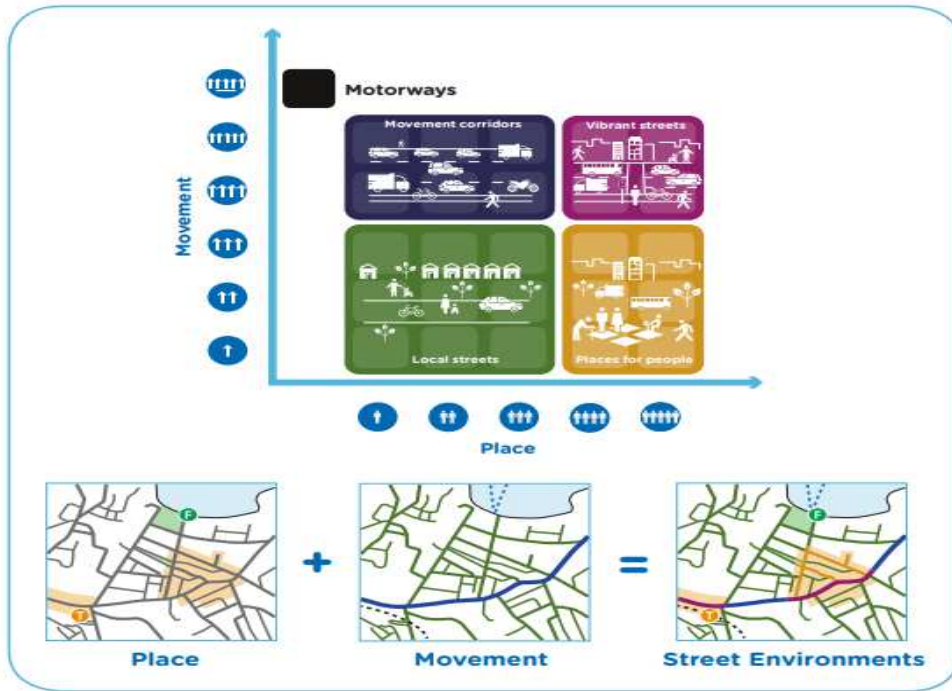 Motorways
Movement corridors
Vibrant streets
Movement
Local streets
Places for people
Place
F
T
+
=
F
T
Place
Movement
Street Environments